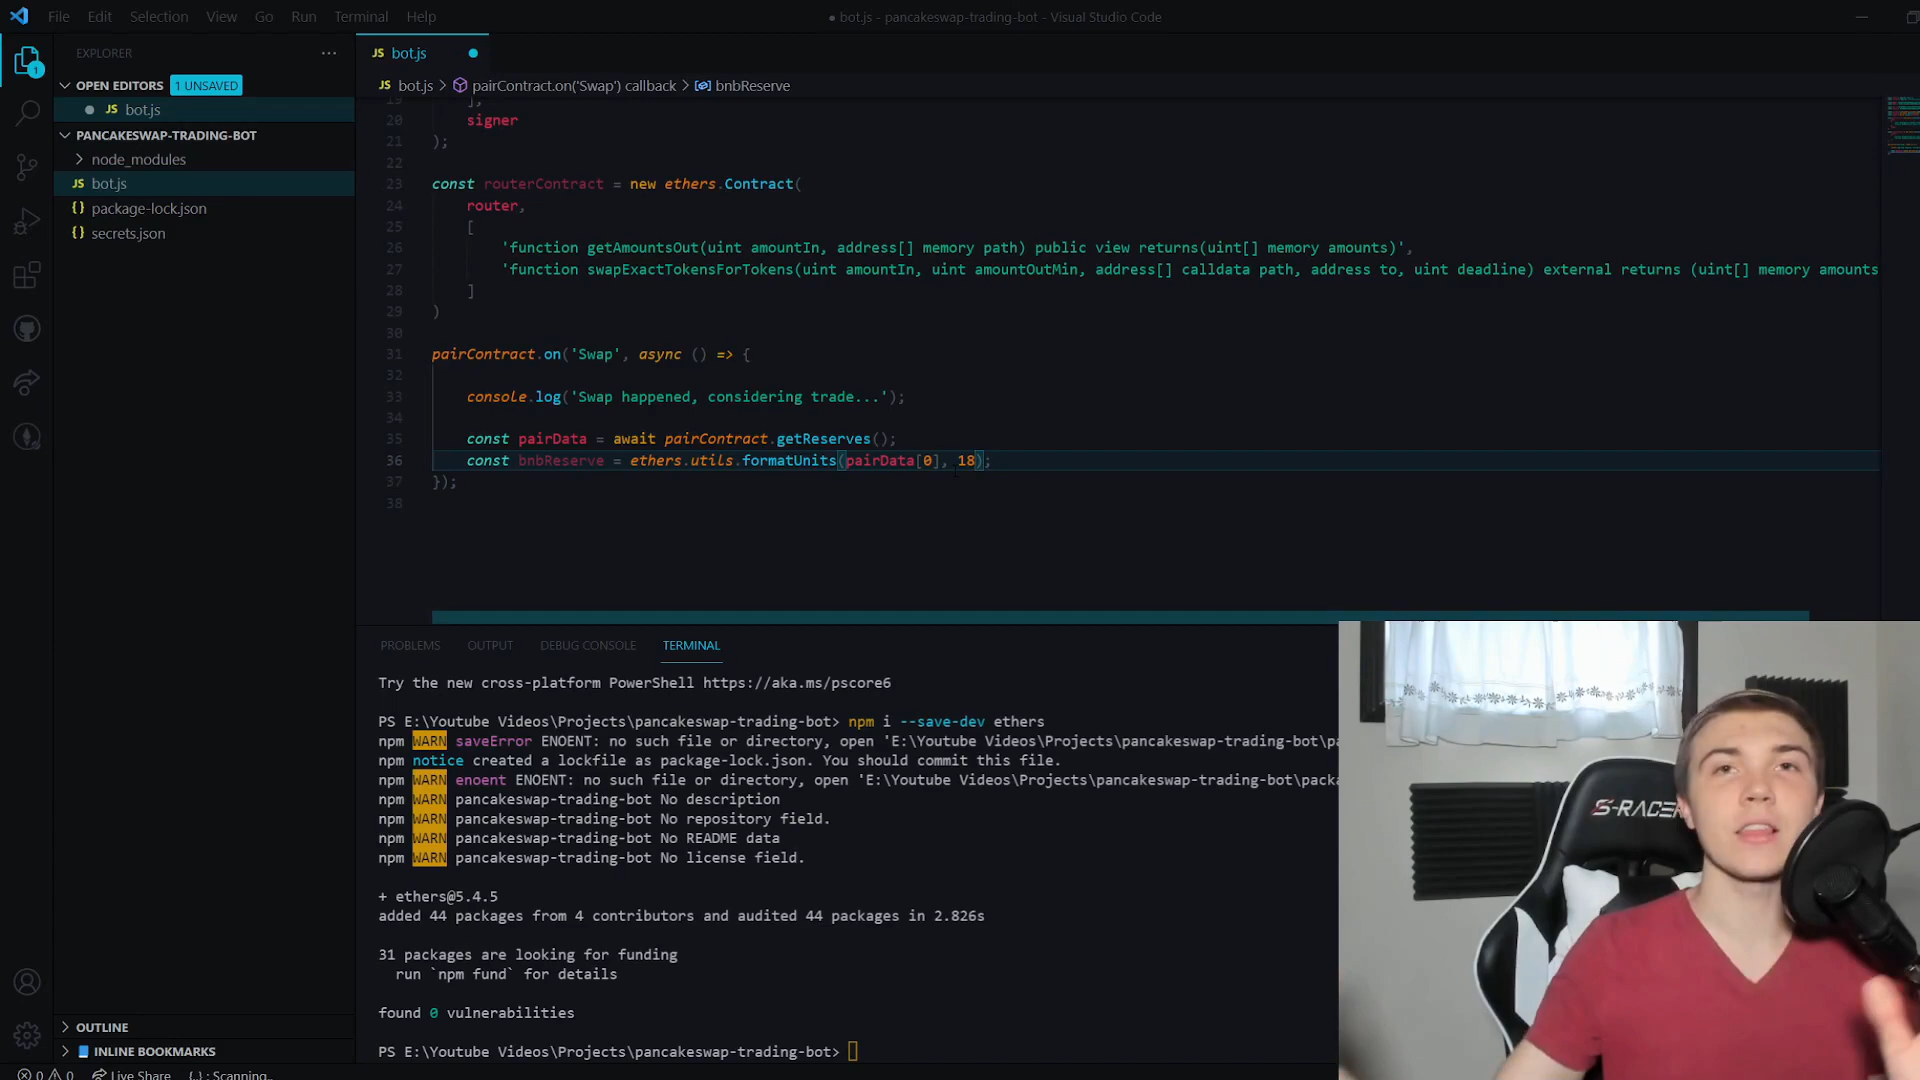 File Edit Selection View Go Run Terminal Help
● bot.js - pancakeswap-trading-bot - Visual Studio Code
EXPLORER
JS bot.js
1
OPEN EDITORS 1 UNSAVED
JS bot.js > pairContract.on('Swap') callback > bnbReserve
JS bot.js
PANCAKESWAP-TRADING-BOT
node_modules
JS bot.js
{} package-lock.json
{} secrets.json
19 ],
20 signer
21 );
22
23 const routerContract = new ethers.Contract(
24 router,
25 [
26 'function getAmountsOut(uint amountIn, address[] memory path) public view returns(uint[] memory amounts)',
27 'function swapExactTokensForTokens(uint amountIn, uint amountOutMin, address[] calldata path, address to, uint deadline) external returns (uint[] memory amounts
28 ]
29 )
30
31 pairContract.on('Swap', async () => {
32
33 console.log('Swap happened, considering trade...');
34
35 const pairData = await pairContract.getReserves();
36 const bnbReserve = ethers.utils.formatUnits(pairData[0], 18);
37 });
38
PROBLEMS OUTPUT DEBUG CONSOLE TERMINAL
Try the new cross-platform PowerShell https://aka.ms/pscore6
PS E:\Youtube Videos\Projects\pancakeswap-trading-bot> npm i --save-dev ethers
npm WARN saveError ENOENT: no such file or directory, open 'E:\Youtube Videos\Projects\pancakeswap-trading-bot\pa
npm notice created a lockfile as package-lock.json. You should commit this file.
npm WARN enoent ENOENT: no such file or directory, open 'E:\Youtube Videos\Projects\pancakeswap-trading-bot\packa
npm WARN pancakeswap-trading-bot No description
npm WARN pancakeswap-trading-bot No repository field.
npm WARN pancakeswap-trading-bot No README data
npm WARN pancakeswap-trading-bot No license field.
+ ethers@5.4.5
added 44 packages from 4 contributors and audited 44 packages in 2.826s
31 packages are looking for funding
run `npm fund` for details
found 0 vulnerabilities
PS E:\Youtube Videos\Projects\pancakeswap-trading-bot>
S-RACER
OUTLINE
INLINE BOOKMARKS
0 0 Live Share {..} : Scanning..